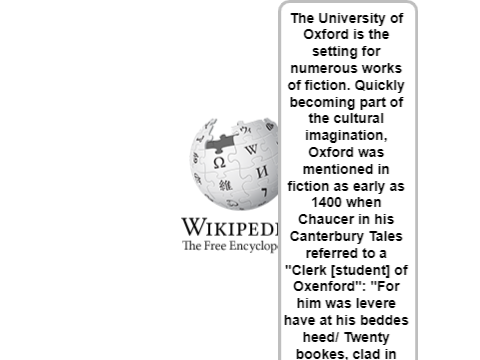 The University of
Oxford is the
setting for
numerous works
of fiction. Quickly
becoming part of
the cultural
imagination,
Oxford was
mentioned in
fiction as early as
1400 when
Chaucer in his
Canterbury Tales
referred to a
"Clerk [student] of
Oxenford": "For
him was levere
have at his beddes
heed/ Twenty
bookes, clad in
Ω
W
И
維
WIKIPED
The Free Encyclop